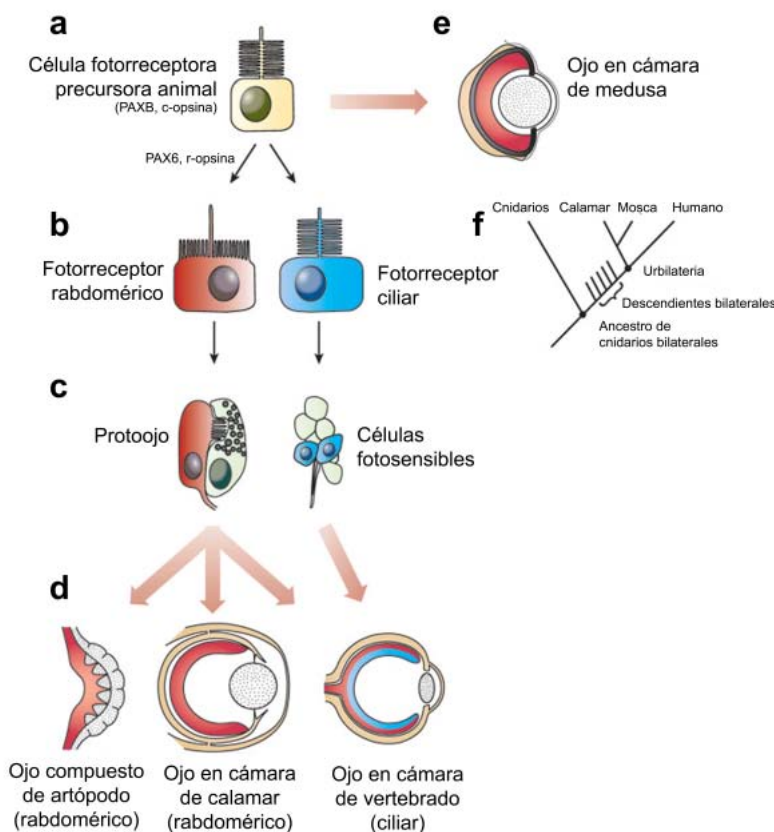 a
Célula fotorreceptora
precursora animal
(PAXB, c-opsina)
PAX6, r-opsina
e
Ojo en cámara
de medusa
b
Fotorreceptor
rabdomérico
Fotorreceptor
ciliar
f
Cnidarios
Calamar
Mosca
Humano
Urbilateria
Descendientes bilaterales
Ancestro de
cnidarios bilaterales
c
Protoojo
Células
fotosensibles
d
Ojo compuesto
de artópodo
(rabdomérico)
Ojo en cámara
de calamar
(rabdomérico)
Ojo en cámara
de vertebrado
(ciliar)